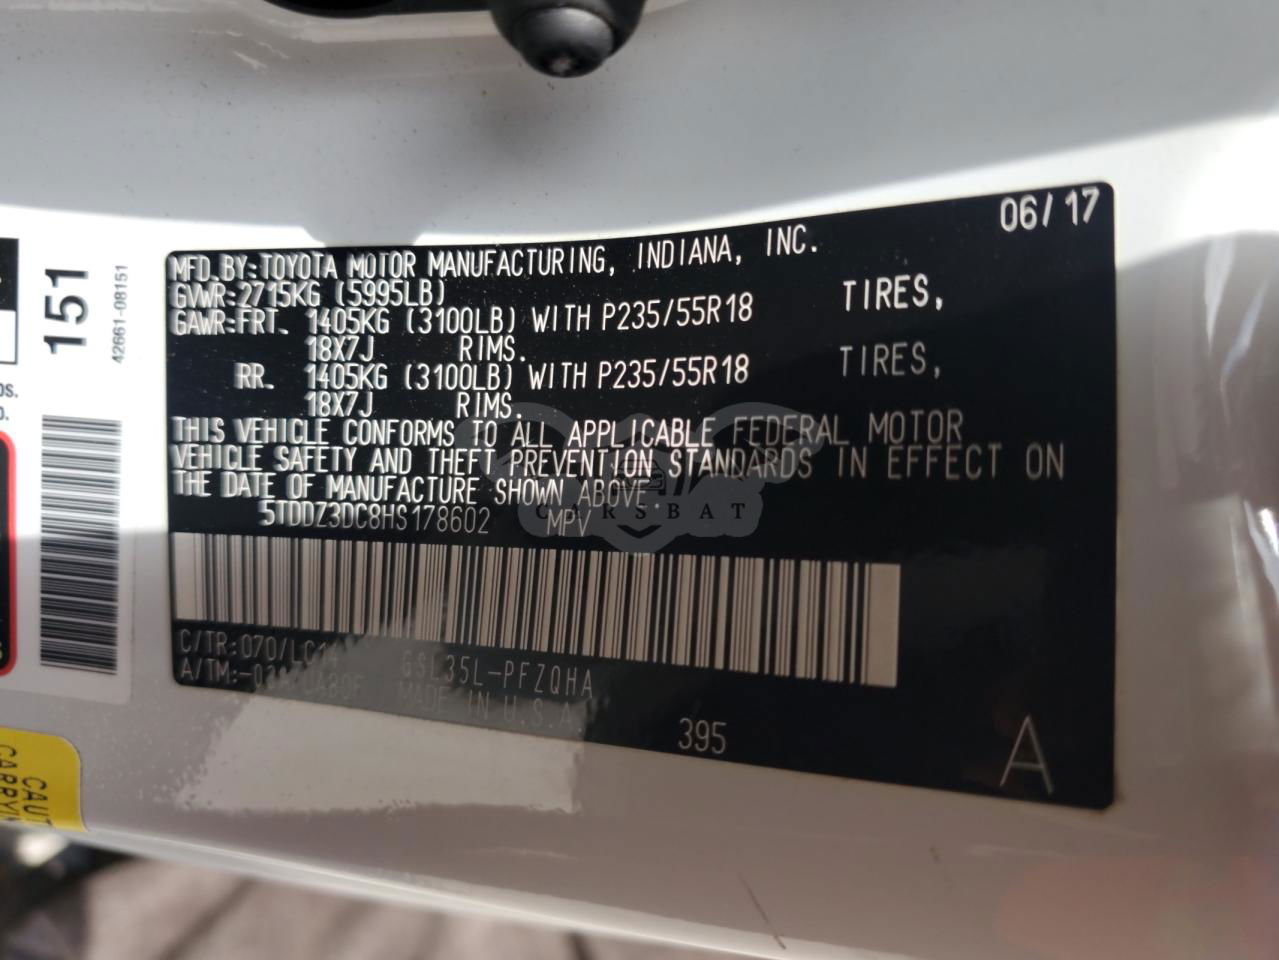 06/17
MFD.BY:TOYOTA MOTOR MANUFACTURING, INDIANA, INC.
GVWR:2715KG (5995LB)
GAWR:FRT. 1405KG (3100LB) WITH P235/55R18 TIRES,
18X7J RIMS.
RR. 1405KG (3100LB) WITH P235/55R18 TIRES,
18X7J RIMS.
THIS VEHICLE CONFORMS TO ALL APPLICABLE FEDERAL MOTOR
VEHICLE SAFETY AND THEFT PREVENTION STANDARDS IN EFFECT ON
THE DATE OF MANUFACTURE SHOWN ABOVE.
5TDDZ3DC8HS178602 MPV
CARSBAT
C/TR:070/LC14 GSL35L-PFZQHA
A/TM: MADE IN U.S.A
395
A
151
42661-08151